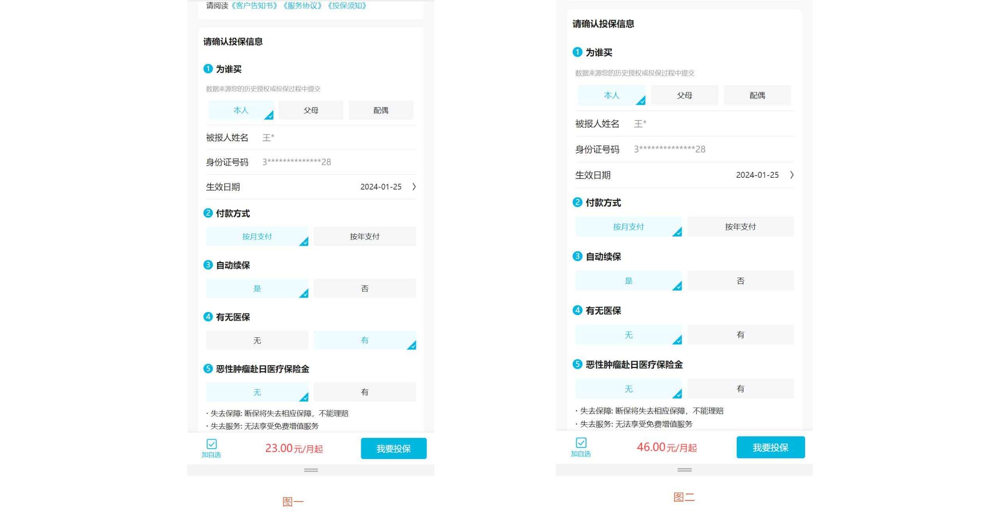 请阅读《客户告知书》《服务协议》《投保须知》
请确认投保信息
1 为谁买
数据来源您的历史授权或投保过程中提交
本人 父母 配偶
被报人姓名 王*
身份证号码 3**************28
生效日期 2024-01-25
2 付款方式
按月支付 按年支付
3 自动续保
是 否
4 有无医保
无 有
5 恶性肿瘤赴日医疗保险金
无 有
· 失去保障: 断保将失去相应保障，不能理赔
· 失去服务: 无法享受免费增值服务
加自选 23.00元/月起 我要投保
图一
请确认投保信息
1 为谁买
数据来源您的历史授权或投保过程中提交
本人 父母 配偶
被报人姓名 王*
身份证号码 3**************28
生效日期 2024-01-25
2 付款方式
按月支付 按年支付
3 自动续保
是 否
4 有无医保
无 有
5 恶性肿瘤赴日医疗保险金
无 有
· 失去保障: 断保将失去相应保障，不能理赔
· 失去服务: 无法享受免费增值服务
加自选 46.00元/月起 我要投保
图二